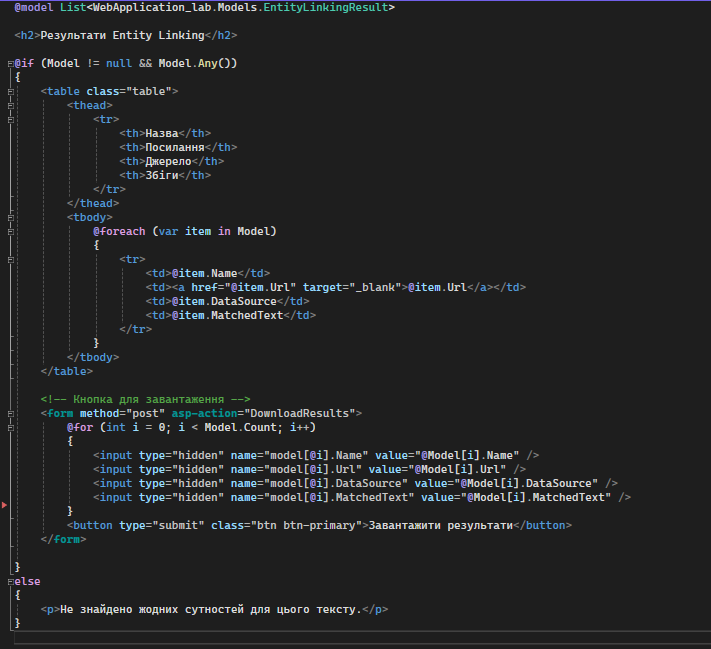 @model List<WebApplication_lab.Models.EntityLinkingResult>
<h2>Результати Entity Linking</h2>
@if (Model != null && Model.Any())
{
<table class="table">
<thead>
<tr>
<th>Назва</th>
<th>Посилання</th>
<th>Джерело</th>
<th>Збіги</th>
</tr>
</thead>
<tbody>
@foreach (var item in Model)
{
<tr>
<td>@item.Name</td>
<td><a href="@item.Url" target="_blank">@item.Url</a></td>
<td>@item.DataSource</td>
<td>@item.MatchedText</td>
</tr>
}
</tbody>
</table>
<!-- Кнопка для завантаження -->
<form method="post" asp-action="DownloadResults">
@for (int i = 0; i < Model.Count; i++)
{
<input type="hidden" name="model[@i].Name" value="@Model[i].Name" />
<input type="hidden" name="model[@i].Url" value="@Model[i].Url" />
<input type="hidden" name="model[@i].DataSource" value="@Model[i].DataSource" />
<input type="hidden" name="model[@i].MatchedText" value="@Model[i].MatchedText" />
}
<button type="submit" class="btn btn-primary">Завантажити результати</button>
</form>
}
else
{
<p>Не знайдено жодних сутностей для цього тексту.</p>
}